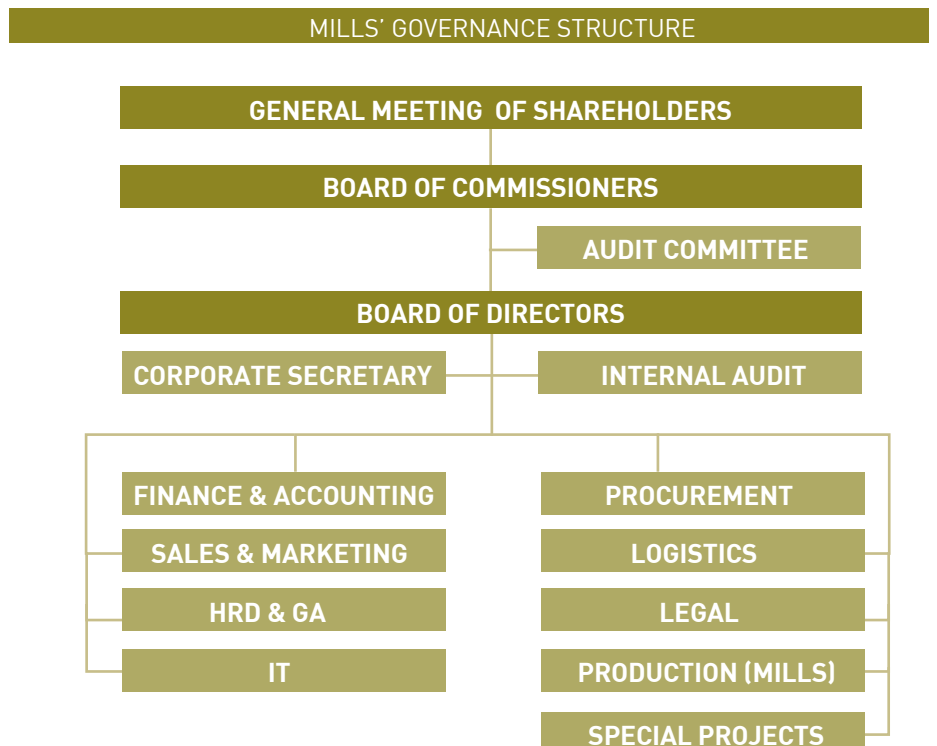 MILLS' GOVERNANCE STRUCTURE
GENERAL MEETING OF SHAREHOLDERS
BOARD OF COMMISSIONERS
AUDIT COMMITTEE
BOARD OF DIRECTORS
CORPORATE SECRETARY
INTERNAL AUDIT
FINANCE & ACCOUNTING
SALES & MARKETING
HRD & GA
IT
PROCUREMENT
LOGISTICS
LEGAL
PRODUCTION (MILLS)
SPECIAL PROJECTS